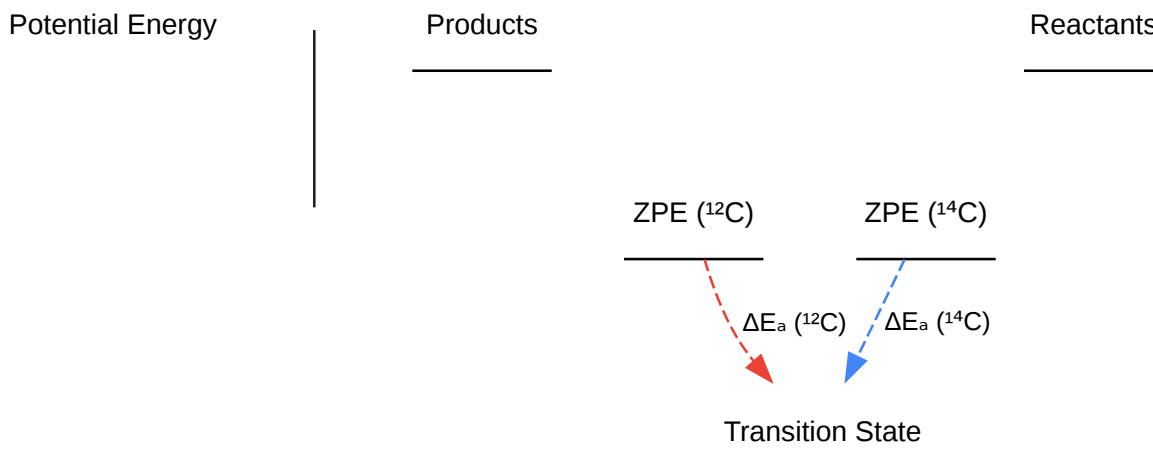 Potential Energy
Products
Reactants
ZPE (¹²C)
ZPE (¹⁴C)
ΔEₐ (¹²C)
ΔEₐ (¹⁴C)
Transition State